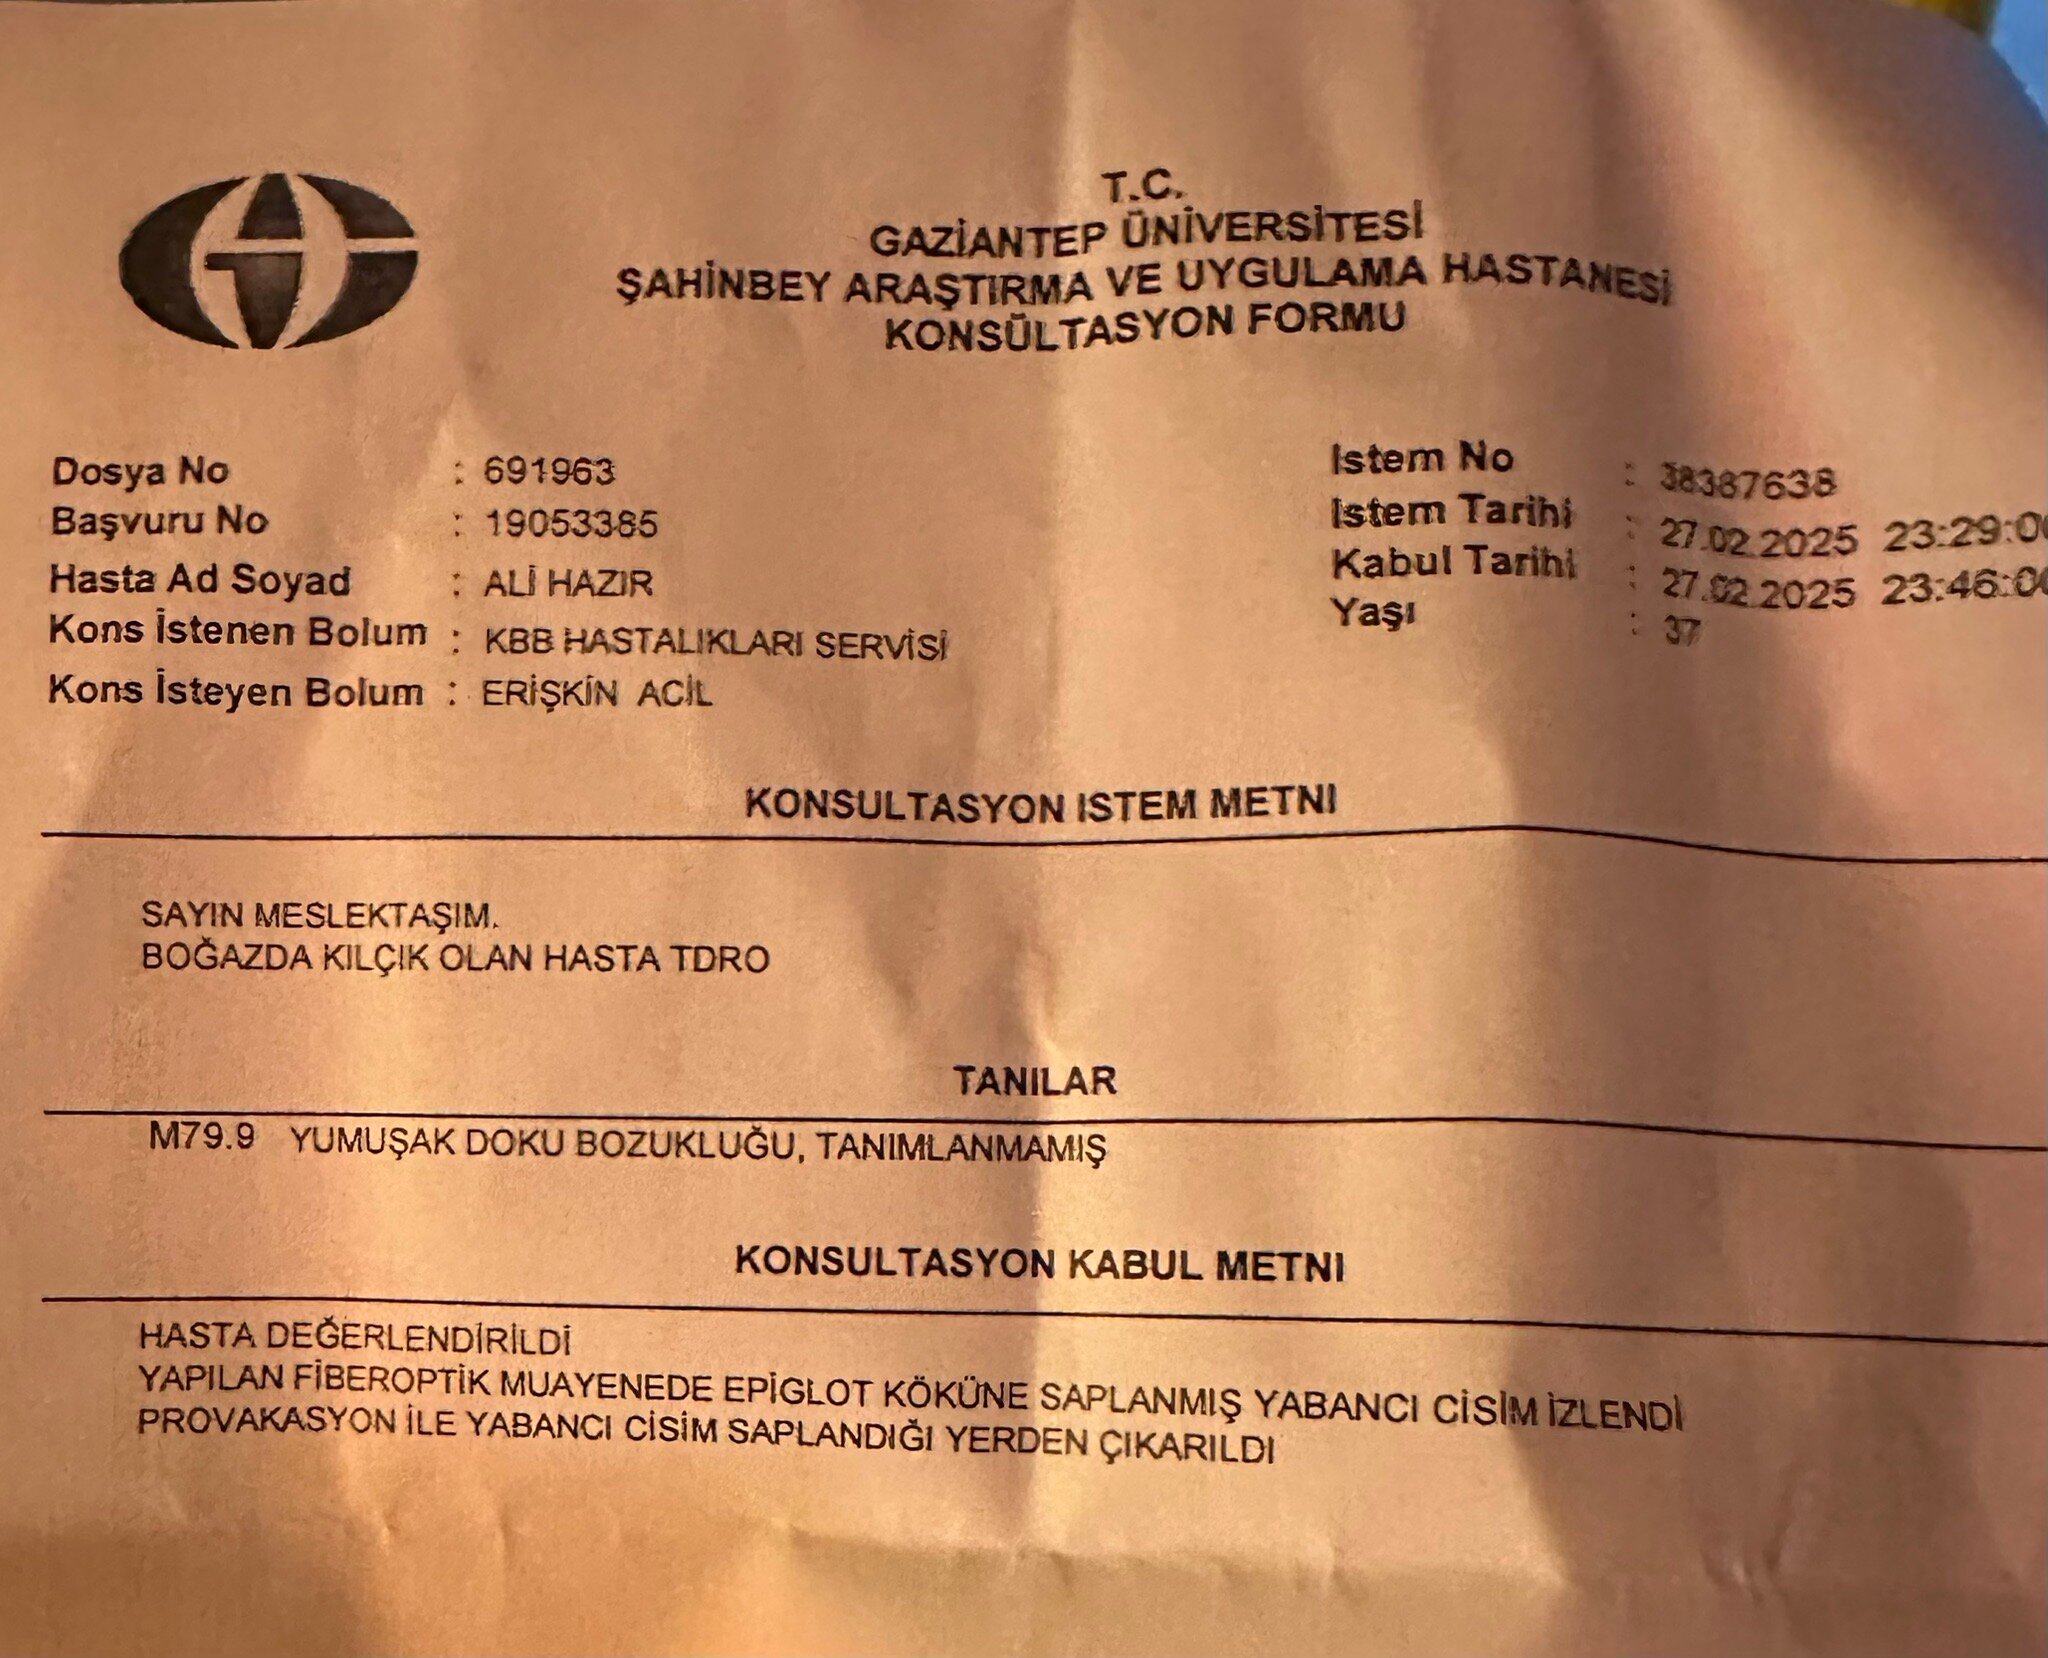 T.C.
GAZİANTEP ÜNİVERSİTESİ
ŞAHİNBEY ARAŞTIRMA VE UYGULAMA HASTANESİ
KONSÜLTASYON FORMU
Dosya No : 691963
Başvuru No : 19053385
Hasta Ad Soyad : ALİ HAZIR
Kons İstenen Bolum : KBB HASTALIKLARI SERVİSİ
Kons İsteyen Bolum : ERİŞKİN ACİL
Istem No : 38387638
Istem Tarihi : 27.02.2025 23:29:00
Kabul Tarihi : 27.02.2025 23:46:00
Yaşı : 37
KONSULTASYON ISTEM METNI
SAYIN MESLEKTAŞIM.
BOĞAZDA KILÇIK OLAN HASTA TDRO
TANILAR
M79.9 YUMUŞAK DOKU BOZUKLUĞU, TANIMLANMAMIŞ
KONSULTASYON KABUL METNI
HASTA DEĞERLENDİRİLDİ
YAPILAN FİBEROPTİK MUAYENEDE EPİGLOT KÖKÜNE SAPLANMIŞ YABANCI CİSİM İZLENDİ
PROVAKASYON İLE YABANCI CİSİM SAPLANDIĞI YERDEN ÇIKARILDI